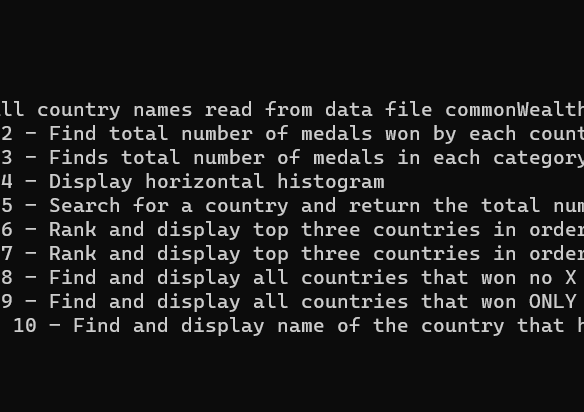 ll country names read from data file commonWealth
2 - Find total number of medals won by each count
3 - Finds total number of medals in each category
4 - Display horizontal histogram
5 - Search for a country and return the total num
6 - Rank and display top three countries in order
7 - Rank and display top three countries in order
8 - Find and display all countries that won no X
9 - Find and display all countries that won ONLY
10 - Find and display name of the country that h